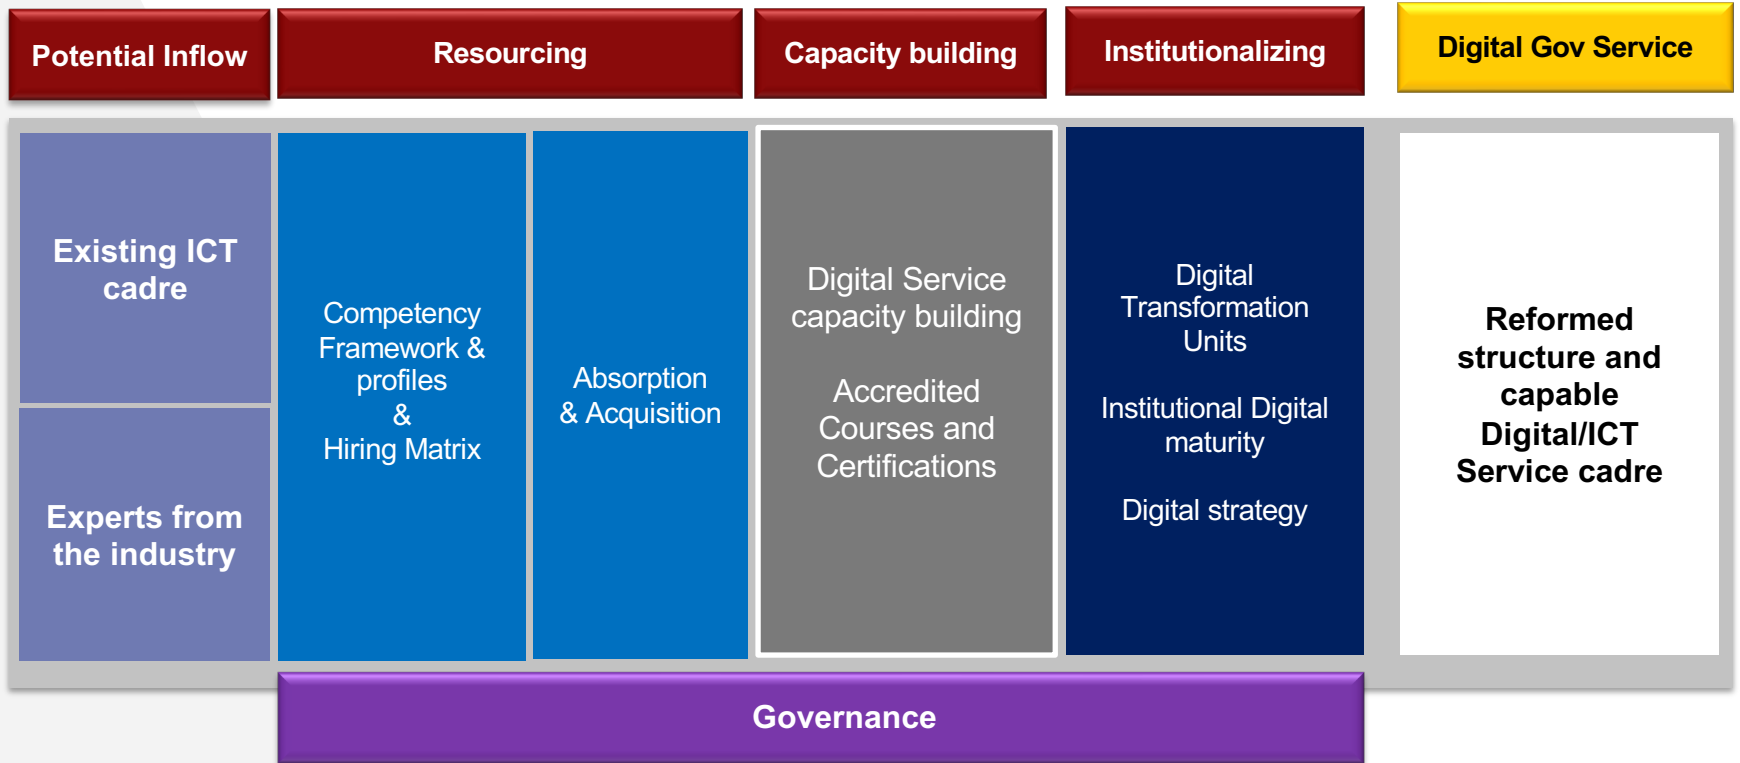 Potential Inflow
Resourcing
Capacity building
Institutionalizing
Digital Gov Service
Existing ICT
cadre
Experts from
the industry
Competency
Framework &
profiles
&
Hiring Matrix
Absorption
& Acquisition
Digital Service
capacity building
Accredited
Courses and
Certifications
Digital
Transformation
Units
Institutional Digital
maturity
Digital strategy
Reformed
structure and
capable
Digital/ICT
Service cadre
Governance